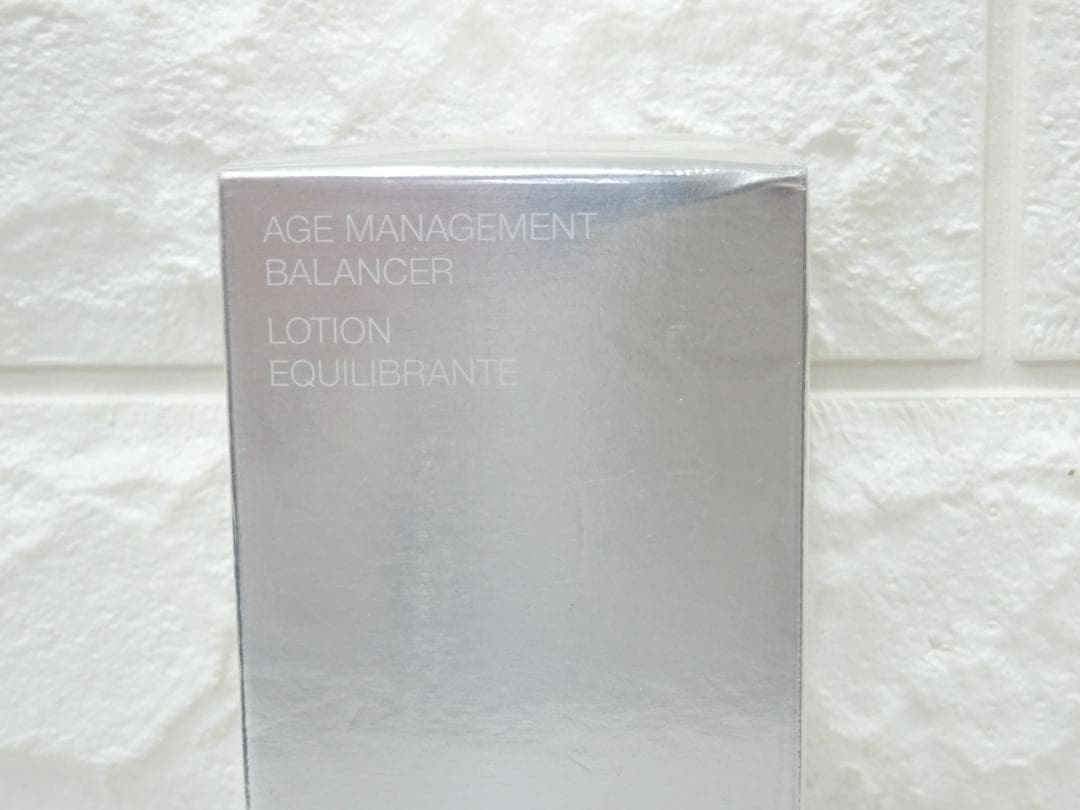 AGE MANAGEMENT
BALANCER
LOTION
EQUILIBRANTE